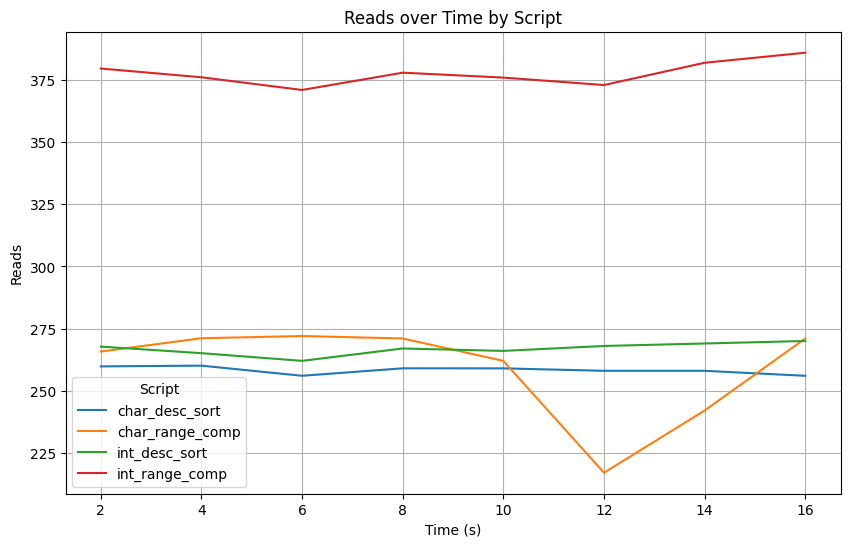 Reads over Time by Script
Reads
375
350
325
300
275
250
225
Script
char_desc_sort
char_range_comp
int_desc_sort
int_range_comp
2 4 6 8 10 12 14 16
Time (s)